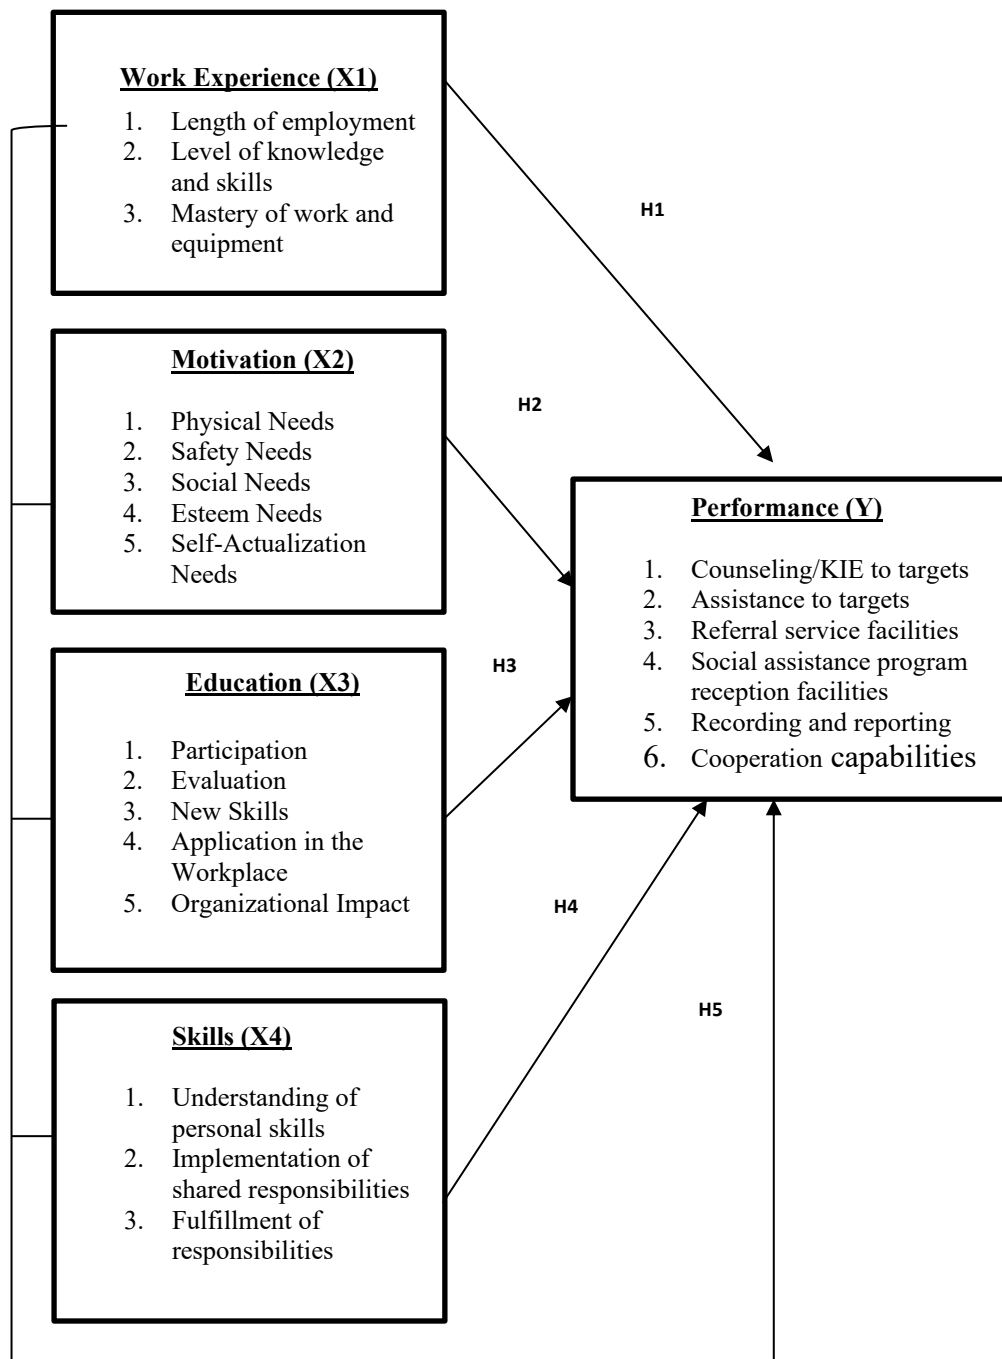 Work Experience (X1)
1. Length of employment
2. Level of knowledge
and skills
3. Mastery of work and
equipment
H1
Motivation (X2)
1. Physical Needs
2. Safety Needs
3. Social Needs
4. Esteem Needs
5. Self-Actualization
Needs
H2
Education (X3)
1. Participation
2. Evaluation
3. New Skills
4. Application in the
Workplace
5. Organizational Impact
H3
Skills (X4)
1. Understanding of
personal skills
2. Implementation of
shared responsibilities
3. Fulfillment of
responsibilities
H4
H5
Performance (Y)
1. Counseling/KIE to targets
2. Assistance to targets
3. Referral service facilities
4. Social assistance program
reception facilities
5. Recording and reporting
6. Cooperation capabilities